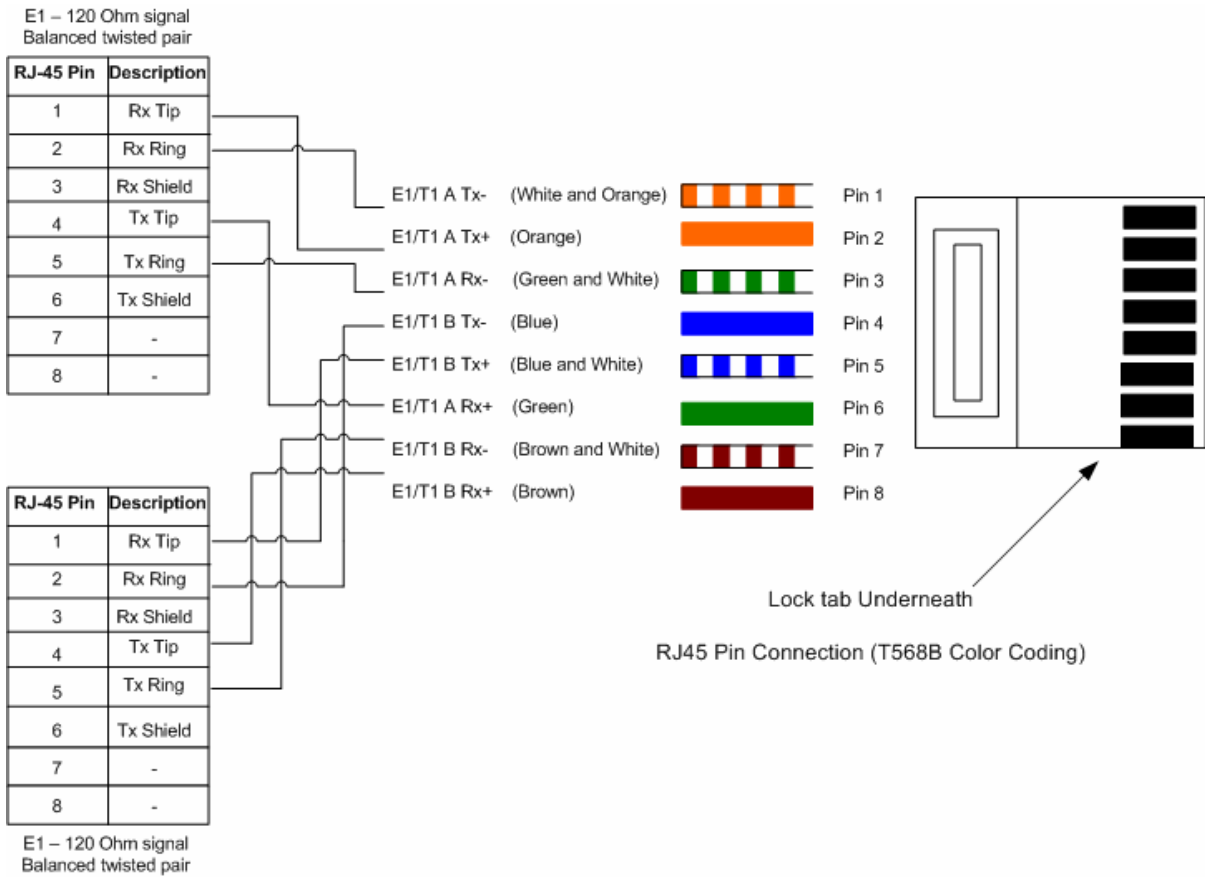 E1 – 120 Ohm signal
Balanced twisted pair
RJ-45 Pin Description
1 Rx Tip
2 Rx Ring
3 Rx Shield
4 Tx Tip
5 Tx Ring
6 Tx Shield
7 -
8 -
E1/T1 A Tx- (White and Orange) Pin 1
E1/T1 A Tx+ (Orange) Pin 2
E1/T1 A Rx- (Green and White) Pin 3
E1/T1 B Tx- (Blue) Pin 4
E1/T1 B Tx+ (Blue and White) Pin 5
E1/T1 A Rx+ (Green) Pin 6
E1/T1 B Rx- (Brown and White) Pin 7
E1/T1 B Rx+ (Brown) Pin 8
Lock tab Underneath
RJ45 Pin Connection (T568B Color Coding)
RJ-45 Pin Description
1 Rx Tip
2 Rx Ring
3 Rx Shield
4 Tx Tip
5 Tx Ring
6 Tx Shield
7 -
8 -
E1 – 120 Ohm signal
Balanced twisted pair